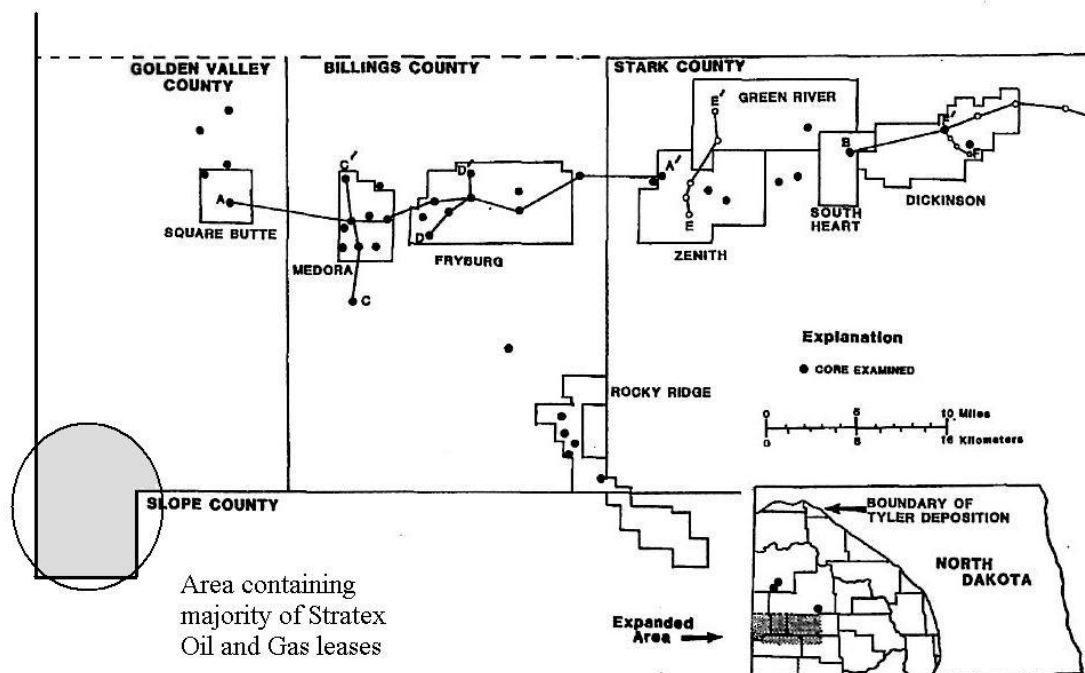 GOLDEN VALLEY
COUNTY
BILLINGS COUNTY
STARK COUNTY
GREEN RIVER
E'
F'
B
F
C'
D'
A'
A
D
E
SQUARE BUTTE
MEDORA
FRYBURG
ZENITH
SOUTH
HEART
DICKINSON
C
Explanation
CORE EXAMINED
ROCKY RIDGE
0 5 10 Miles
0 8 16 Kilometers
SLOPE COUNTY
BOUNDARY OF
TYLER DEPOSITION
NORTH
DAKOTA
Expanded
Area
Area containing
majority of Stratex
Oil and Gas leases